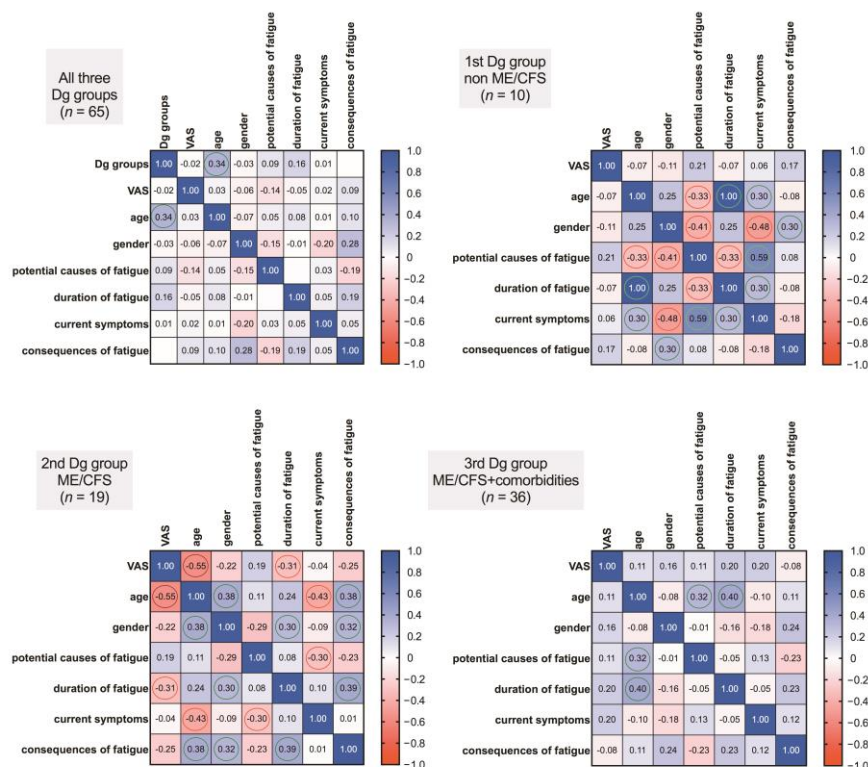 All three
Dg groups
(n = 65)
Dg groups
VAS
age
gender
potential causes of fatigue
duration of fatigue
current symptoms
consequences of fatigue
Dg groups 1.00 -0.02 0.34 -0.03 0.09 0.16 0.01
VAS -0.02 1.00 0.03 -0.06 -0.14 -0.05 0.02 0.09
age 0.34 0.03 1.00 -0.07 0.05 0.08 0.01 0.10
gender -0.03 -0.06 -0.07 1.00 -0.15 -0.01 -0.20 0.28
potential causes of fatigue 0.09 -0.14 0.05 -0.15 1.00 0.03 -0.19
duration of fatigue 0.16 -0.05 0.08 -0.01 1.00 0.05 0.19
current symptoms 0.01 0.02 0.01 -0.20 0.03 0.05 1.00 0.05
consequences of fatigue 0.09 0.10 0.28 -0.19 0.19 0.05 1.00
1.0
0.8
0.6
0.4
0.2
0
−0.2
−0.4
−0.6
−0.8
−1.0
1st Dg group
non ME/CFS
(n = 10)
VAS
age
gender
potential causes of fatigue
duration of fatigue
current symptoms
consequences of fatigue
VAS 1.00 -0.07 -0.11 0.21 -0.07 0.06 0.17
age -0.07 1.00 0.25 -0.33 1.00 0.30 -0.08
gender -0.11 0.25 1.00 -0.41 0.25 -0.48 0.30
potential causes of fatigue 0.21 -0.33 -0.41 1.00 -0.33 0.59 0.08
duration of fatigue -0.07 1.00 0.25 -0.33 1.00 0.30 -0.08
current symptoms 0.06 0.30 -0.48 0.59 0.30 1.00 -0.18
consequences of fatigue 0.17 -0.08 0.30 0.08 -0.08 -0.18 1.00
1.0
0.8
0.6
0.4
0.2
0
−0.2
−0.4
−0.6
−0.8
−1.0
2nd Dg group
ME/CFS
(n = 19)
VAS
age
gender
potential causes of fatigue
duration of fatigue
current symptoms
consequences of fatigue
VAS 1.00 -0.55 -0.22 0.19 -0.31 -0.04 -0.25
age -0.55 1.00 0.38 0.11 0.24 -0.43 0.38
gender -0.22 0.38 1.00 -0.29 0.30 -0.09 0.32
potential causes of fatigue 0.19 0.11 -0.29 1.00 0.08 -0.30 -0.23
duration of fatigue -0.31 0.24 0.30 0.08 1.00 0.10 0.39
current symptoms -0.04 -0.43 -0.09 -0.30 0.10 1.00 0.01
consequences of fatigue -0.25 0.38 0.32 -0.23 0.39 0.01 1.00
1.0
0.8
0.6
0.4
0.2
0
−0.2
−0.4
−0.6
−0.8
−1.0
3rd Dg group
ME/CFS+comorbidities
(n = 36)
VAS
age
gender
potential causes of fatigue
duration of fatigue
current symptoms
consequences of fatigue
VAS 1.00 0.11 0.16 0.11 0.20 0.20 -0.08
age 0.11 1.00 -0.08 0.32 0.40 -0.10 0.11
gender 0.16 -0.08 1.00 -0.01 -0.16 -0.18 0.24
potential causes of fatigue 0.11 0.32 -0.01 1.00 -0.05 0.13 -0.23
duration of fatigue 0.20 0.40 -0.16 -0.05 1.00 -0.05 0.23
current symptoms 0.20 -0.10 -0.18 0.13 -0.05 1.00 0.12
consequences of fatigue -0.08 0.11 0.24 -0.23 0.23 0.12 1.00
1.0
0.8
0.6
0.4
0.2
0
−0.2
−0.4
−0.6
−0.8
−1.0